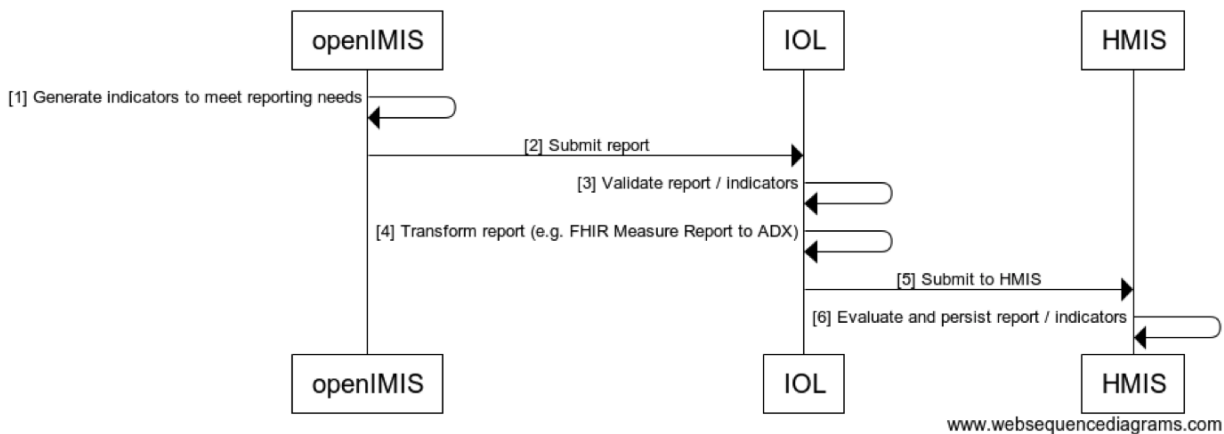 openIMIS
IOL
HMIS
[1] Generate indicators to meet reporting needs
[2] Submit report
[3] Validate report / indicators
[4] Transform report (e.g. FHIR Measure Report to ADX)
[5] Submit to HMIS
[6] Evaluate and persist report / indicators
openIMIS
IOL
HMIS
www.websequencediagrams.com